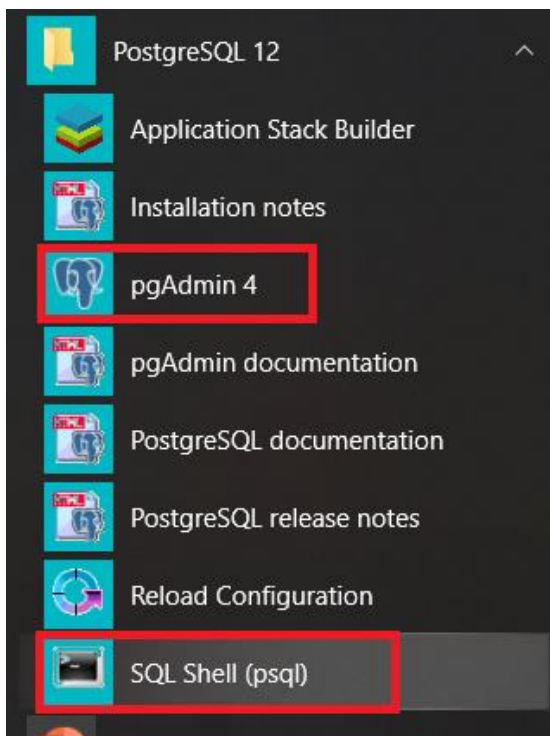 PostgreSQL 12
Application Stack Builder
Installation notes
pgAdmin 4
pgAdmin documentation
PostgreSQL documentation
PostgreSQL release notes
Reload Configuration
SQL Shell (psql)